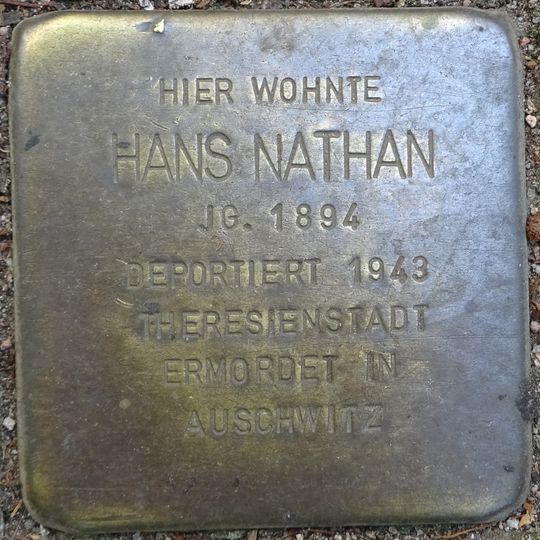 HIER WOHNTE
HANS NATHAN
JG. 1894
DEPORTIERT 1943
THERESIENSTADT
ERMORDET IN
AUSCHWITZ